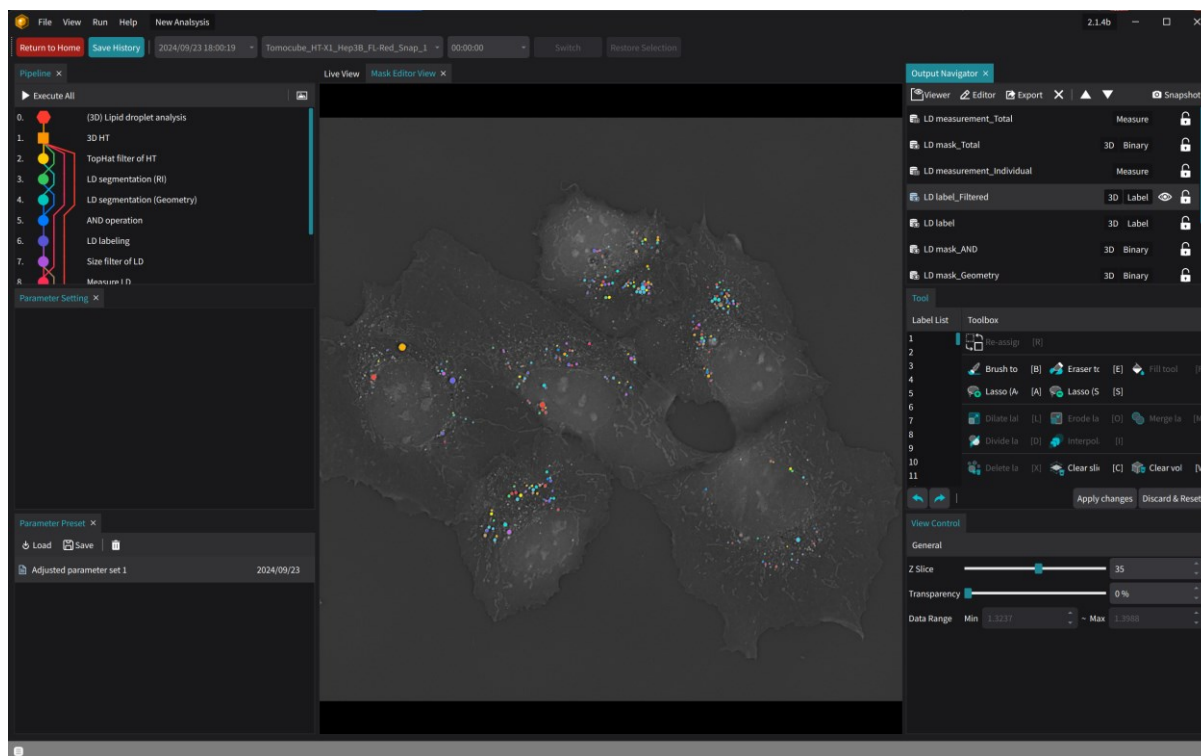 File View Run Help New Analsysis 2.1.4b
Return to Home Save History 2024/09/23 18:00:19 Tomocube_HT-X1_Hep3B_FL-Red_Snap_1 00:00:00 Switch Restore Selection
Pipeline
Execute All
0. (3D) Lipid droplet analysis
1. 3D HT
2. TopHat filter of HT
3. LD segmentation (RI)
4. LD segmentation (Geometry)
5. AND operation
6. LD labeling
7. Size filter of LD
8. Measure LD
Parameter Setting
Parameter Preset
Load Save
Adjusted parameter set 1 2024/09/23
Live View Mask Editor View
Output Navigator
Viewer Editor Export Snapshot
LD measurement_Total Measure
LD mask_Total 3D Binary
LD measurement_Individual Measure
LD label_Filtered 3D Label
LD label 3D Label
LD mask_AND 3D Binary
LD mask_Geometry 3D Binary
Tool
Label List Toolbox
1
2
3
4
5
6
7
8
9
10
11
Re-assign [R]
Brush to [B] Eraser tc [E] Fill tool
Lasso (A [A] Lasso (S [S]
Dilate lal [L] Erode la [O] Merge la
Divide la [D] Interpol [I]
Delete la [X] Clear slic [C] Clear vol
Apply changes Discard & Reset
View Control
General
Z Slice 35
Transparency 0 %
Data Range Min 1.3237 ~ Max 1.3988